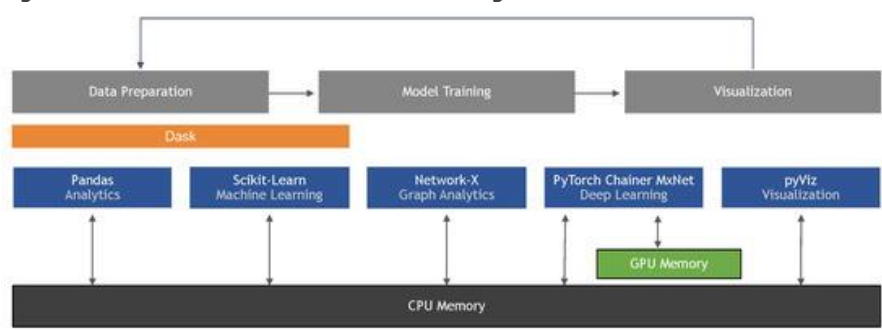 Data Preparation
Model Training
Visualization
Dask
Pandas
Analytics
Scikit-Learn
Machine Learning
Network-X
Graph Analytics
PyTorch Chainer MxNet
Deep Learning
pyViz
Visualization
GPU Memory
CPU Memory